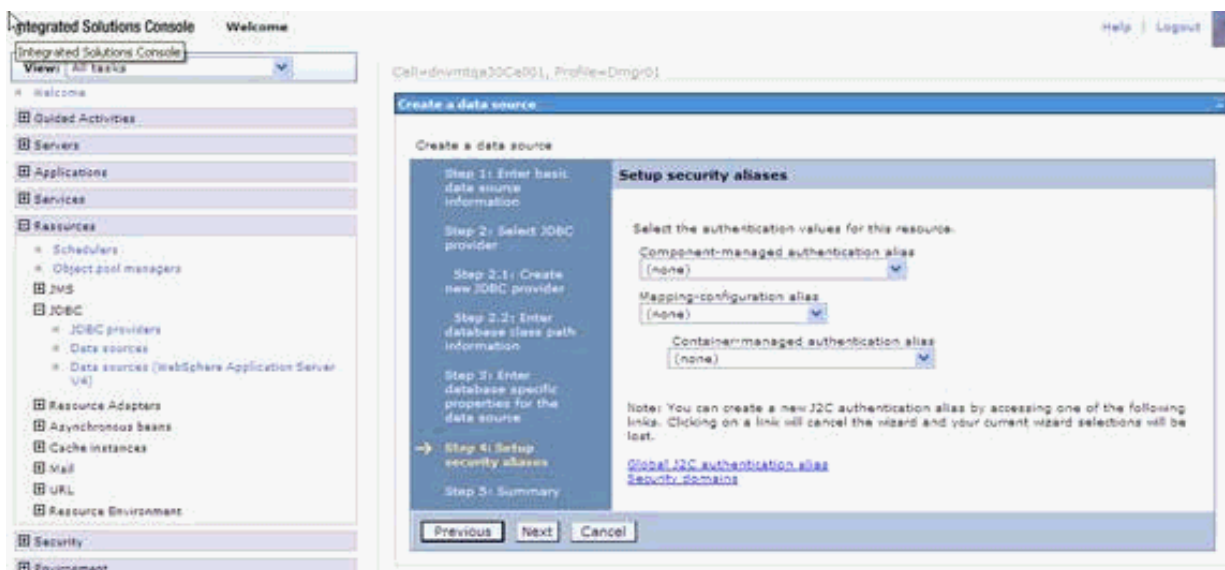 Integrated Solutions Console Welcome Help | Logout
Integrated Solutions Console
View: All tasks
Welcome
Guided Activities
Servers
Applications
Services
Resources
Schedulers
Object pool managers
JMS
JDBC
JDBC providers
Data sources
Data sources (WebSphere Application Server
V4)
Resource Adapters
Asynchronous beans
Cache instances
Mail
URL
Resource Environment
Security
Environment
Profile=Dmgr01
Create a data source
Create a data source
Step 1: Enter basic
data source
information
Step 2: Select JDBC
provider
Step 2.1: Create
new JDBC provider
Step 2.2: Enter
database class path
information
Step 3: Enter
database specific
properties for the
data source
Step 4: Setup
security aliases
Step 5: Summary
Setup security aliases
Select the authentication values for this resource.
Component-managed authentication alias
(none)
Mapping-configuration alias
(none)
Container-managed authentication alias
(none)
Note: You can create a new J2C authentication alias by accessing one of the following
links. Clicking on a link will cancel the wizard and your current wizard selections will be
lost.
Global J2C authentication alias
Security domains
Previous Next Cancel